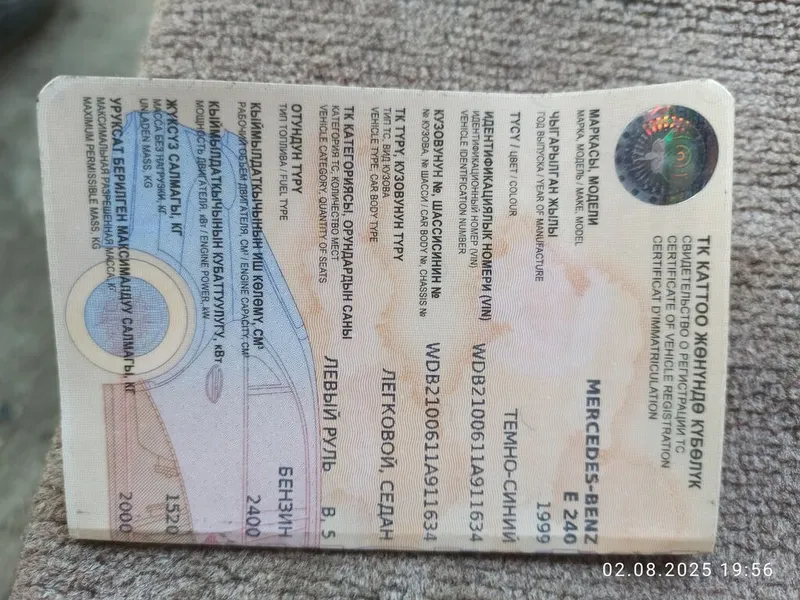 ТК КАТТОО ЖӨНҮНДӨ КҮБӨЛҮК
СВИДЕТЕЛЬСТВО О РЕГИСТРАЦИИ ТС
CERTIFICATE OF VEHICLE REGISTRATION
CERTIFICAT D'IMMATRICULATION
МАРКАСЫ, МОДЕЛИ MERCEDES-BENZ
МАРКА, МОДЕЛЬ / MAKE, MODEL E 240
ЧЫГАРЫЛГАН ЖЫЛЫ 1999
ГОД ВЫПУСКА / YEAR OF MANUFACTURE
ТҮСҮ / ЦВЕТ / COLOUR ТЕМНО-СИНИЙ
ИДЕНТИФИКАЦИЯЛЫК НОМЕРИ (VIN) WDB2100611A911634
ИДЕНТИФИКАЦИОННЫЙ НОМЕР (VIN)
VEHICLE IDENTIFICATION NUMBER
КУЗОВУНУН №, ШАССИСИНИН № WDB2100611A911634
№ КУЗОВА, № ШАССИ / CAR BODY №, CHASSIS №
ТК ТҮРҮ, КУЗОВУНУН ТҮРҮ ЛЕГКОВОЙ, СЕДАН
ТИП ТС, ВИД КУЗОВА
VEHICLE TYPE, CAR BODY TYPE
ТК КАТЕГОРИЯСЫ, ОРУНДАРДЫН САНЫ ЛЕВЫЙ РУЛЬ B, 5
КАТЕГОРИЯ ТС, КОЛИЧЕСТВО МЕСТ
VEHICLE CATEGORY, QUANTITY OF SEATS
ОТУНДУН ТҮРҮ БЕНЗИН
ТИП ТОПЛИВА / FUEL TYPE
КЫЙМЫЛДАТКЫЧЫНЫН ИШ КӨЛӨМҮ, СМ³ 2400
РАБОЧИЙ ОБЪЕМ ДВИГАТЕЛЯ, СМ³ / ENGINE CAPACITY, CM³
КЫЙМЫЛДАТКЫЧЫНЫН КУБАТТУУЛУГУ, кВт
МОЩНОСТЬ ДВИГАТЕЛЯ, кВт / ENGINE POWER, kW
ЖҮКСҮЗ САЛМАГЫ, КГ 1520
МАССА БЕЗ НАГРУЗКИ, КГ
UNLADEN MASS, KG
УРУКСАТ БЕРИЛГЕН МАКСИМАЛДУУ САЛМАГЫ, КГ 2000
МАКСИМАЛЬНАЯ РАЗРЕШЕННАЯ МАССА, КГ
MAXIMUM PERMISSIBLE MASS, KG
02.08.2025 19:56